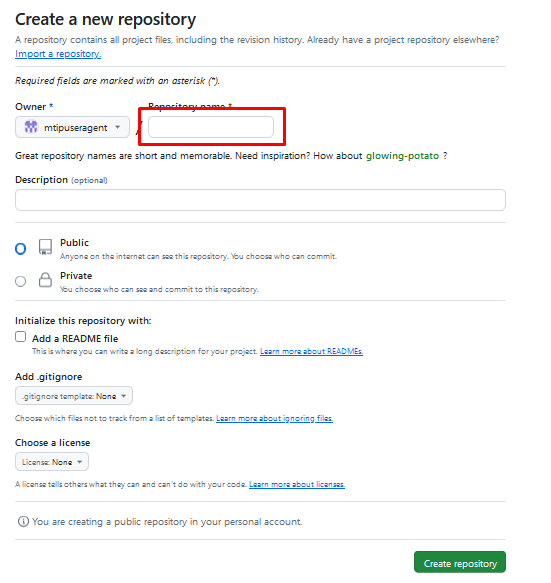 Create a new repository
A repository contains all project files, including the revision history. Already have a project repository elsewhere?
Import a repository.
Required fields are marked with an asterisk (*).
Owner * Repository name *
mtipuseragent /
Great repository names are short and memorable. Need inspiration? How about glowing-potato ?
Description (optional)
Public
Anyone on the internet can see this repository. You choose who can commit.
Private
You choose who can see and commit to this repository.
Initialize this repository with:
Add a README file
This is where you can write a long description for your project. Learn more about READMEs.
Add .gitignore
.gitignore template: None
Choose which files not to track from a list of templates. Learn more about ignoring files.
Choose a license
License: None
A license tells others what they can and can't do with your code. Learn more about licenses.
You are creating a public repository in your personal account.
Create repository